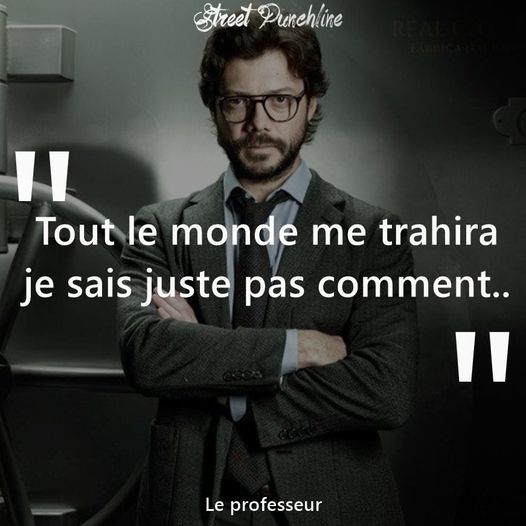 Street Punchline
"
Tout le monde me trahira
je sais juste pas comment..
"
Le professeur